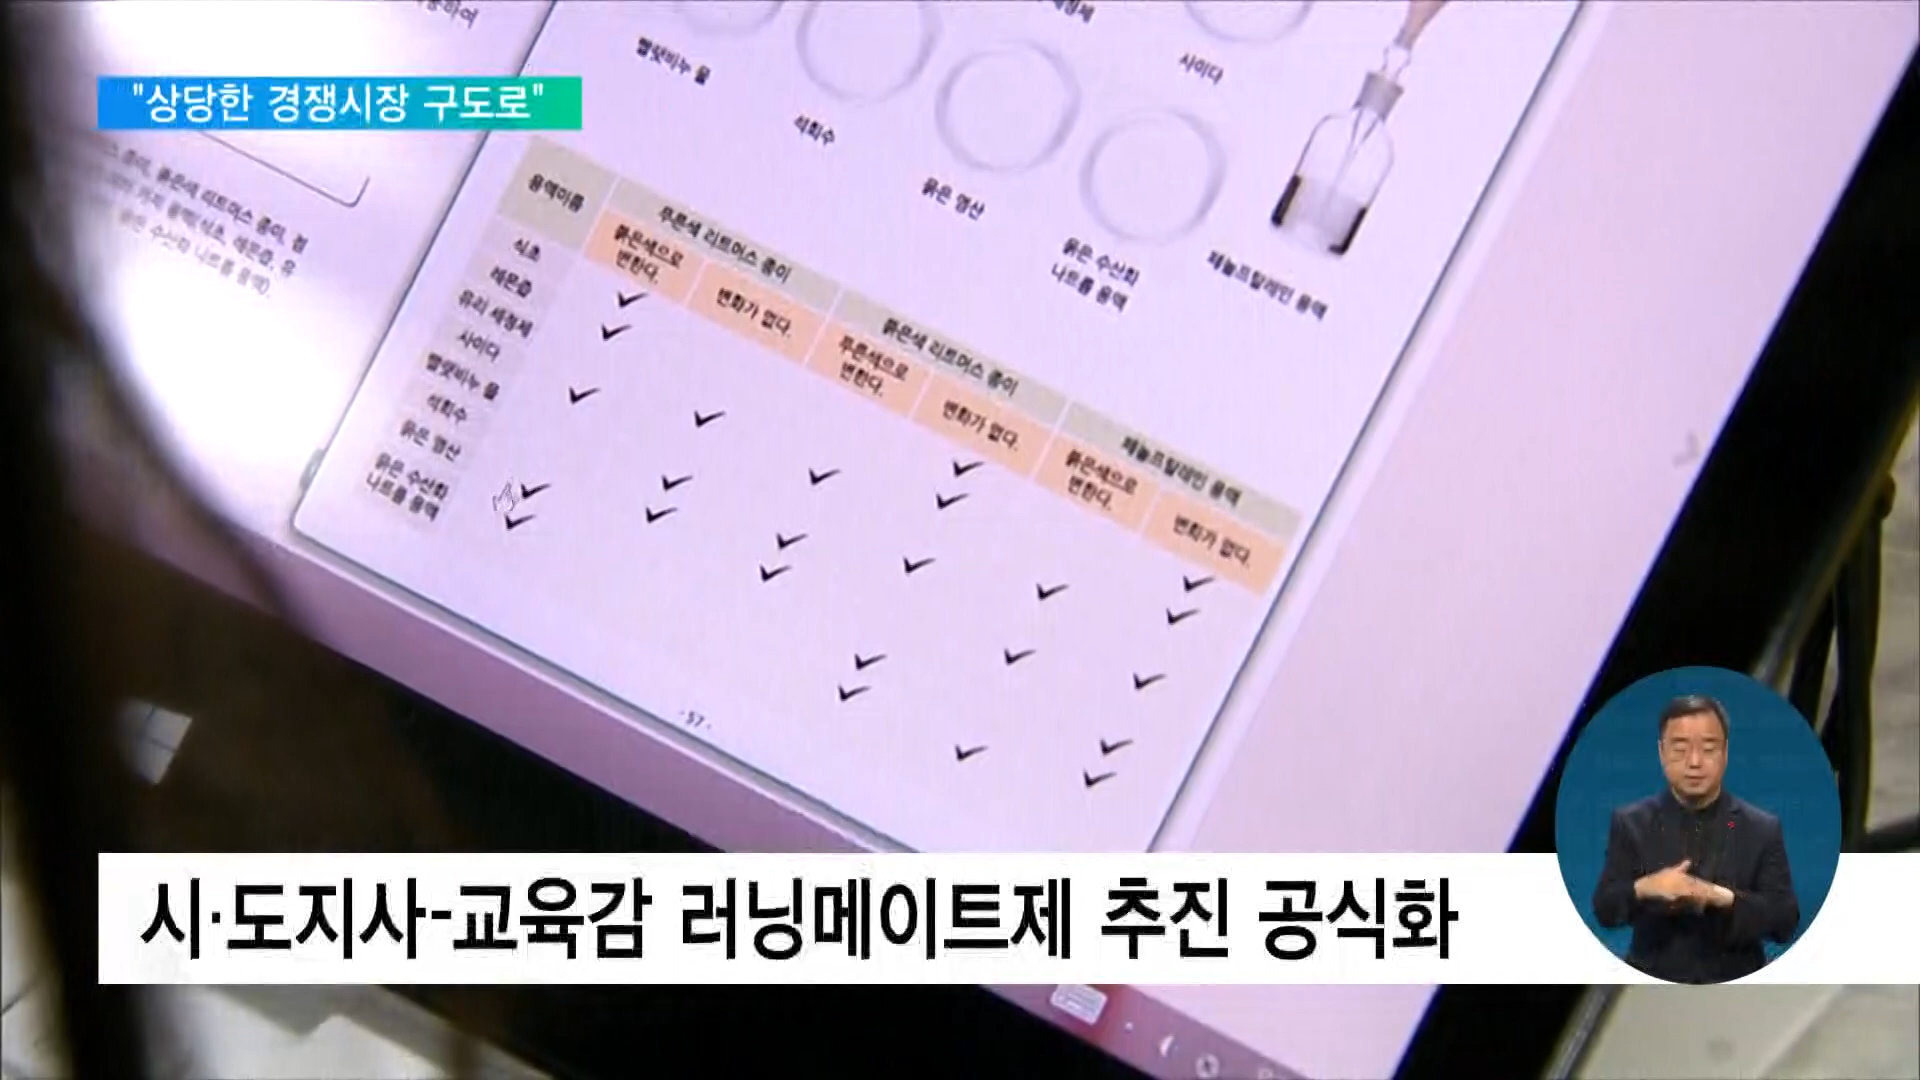 "상당한 경쟁시장 구도로"
빨랫비누 물
석회수
묽은 염산
사이다
묽은 수산화
나트륨 용액
페놀프탈레인 용액
용액이름
푸른색 리트머스 종이
붉은색 리트머스 종이
페놀프탈레인 용액
붉은색으로
변한다.
변화가 없다.
푸른색으로
변한다.
변화가 없다.
붉은색으로
변한다.
변화가 없다.
식초
레몬즙
유리 세정제
사이다
빨랫비누 물
석회수
묽은 염산
묽은 수산화
나트륨 용액
- 57 -
시·도지사-교육감 러닝메이트제 추진 공식화